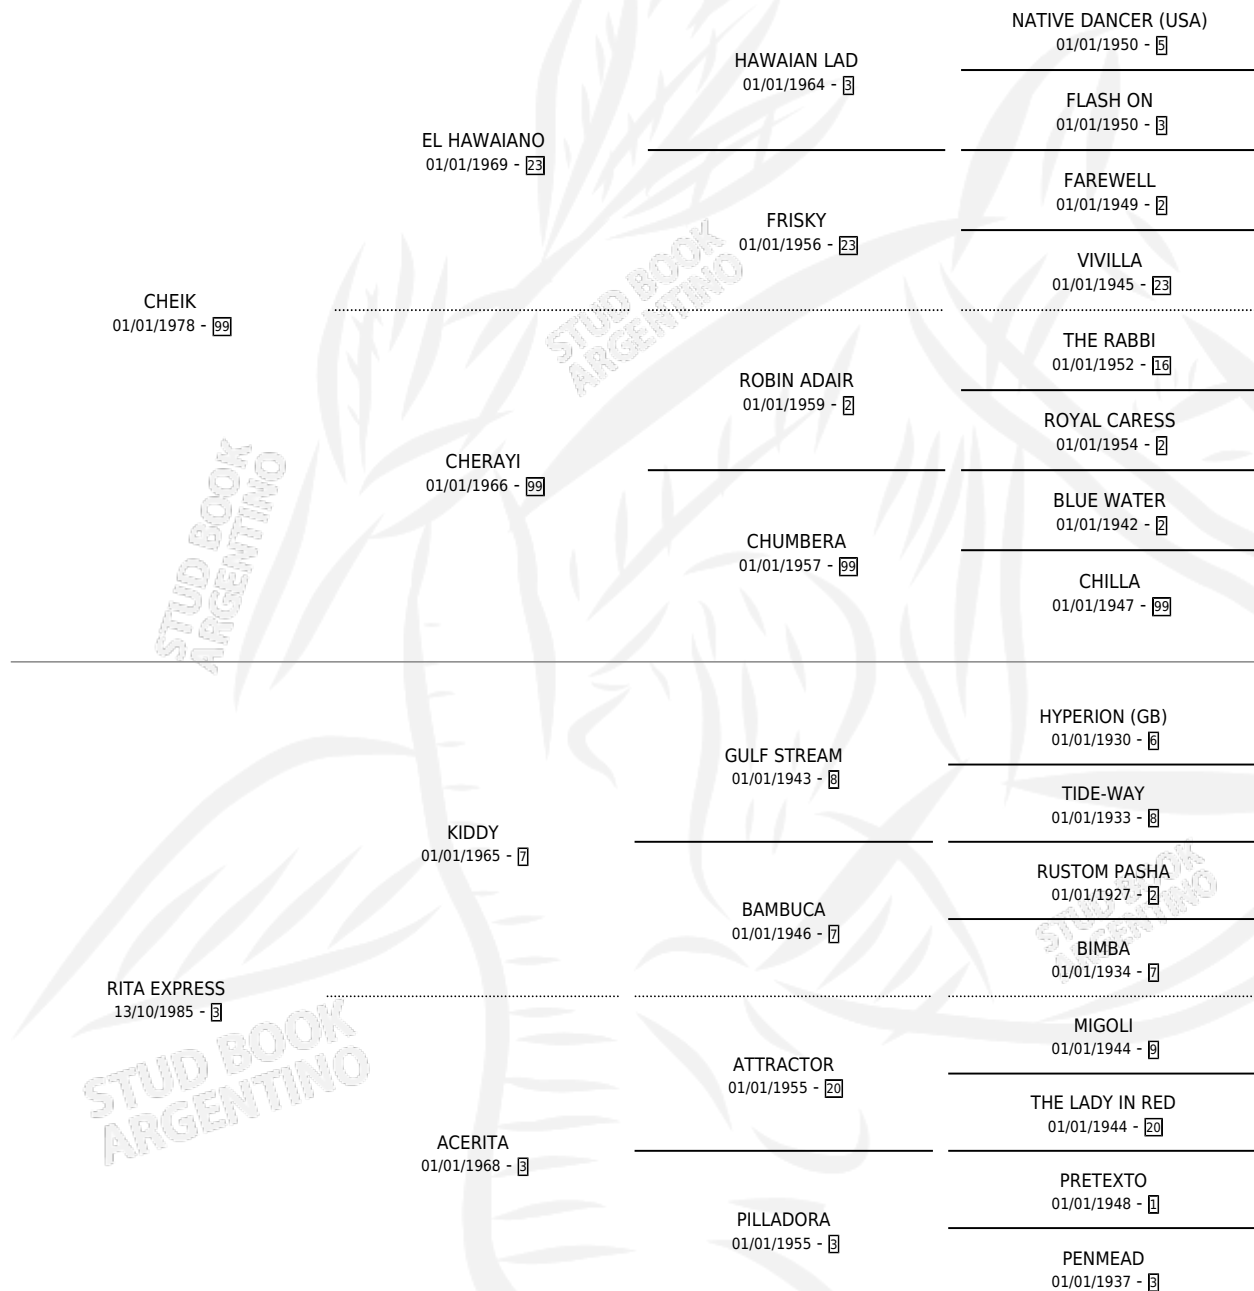 NATIVE DANCER (USA)
01/01/1950 - 5
HAWAIAN LAD
01/01/1964 - 3
FLASH ON
01/01/1950 - 3
EL HAWAIANO
01/01/1969 - 23
FAREWELL
01/01/1949 - 2
FRISKY
01/01/1956 - 23
VIVILLA
01/01/1945 - 23
CHEIK
01/01/1978 - 99
THE RABBI
01/01/1952 - 16
ROBIN ADAIR
01/01/1959 - 2
ROYAL CARESS
01/01/1954 - 2
CHERAYI
01/01/1966 - 99
BLUE WATER
01/01/1942 - 2
CHUMBERA
01/01/1957 - 99
CHILLA
01/01/1947 - 99
HYPERION (GB)
01/01/1930 - 6
GULF STREAM
01/01/1943 - 8
TIDE-WAY
01/01/1933 - 8
KIDDY
01/01/1965 - 7
RUSTOM PASHA
01/01/1927 - 2
BAMBUCA
01/01/1946 - 7
BIMBA
01/01/1934 - 7
RITA EXPRESS
13/10/1985 - 3
MIGOLI
01/01/1944 - 9
ATTRACTOR
01/01/1955 - 20
THE LADY IN RED
01/01/1944 - 20
ACERITA
01/01/1968 - 3
PRETEXTO
01/01/1948 - 1
PILLADORA
01/01/1955 - 3
PENMEAD
01/01/1937 - 3
STUD BOOK
ARGENTINO
STUD BOOK
ARGENTINO
STUD BOOK
ARGENTINO
STUD BOOK
ARGENTINO